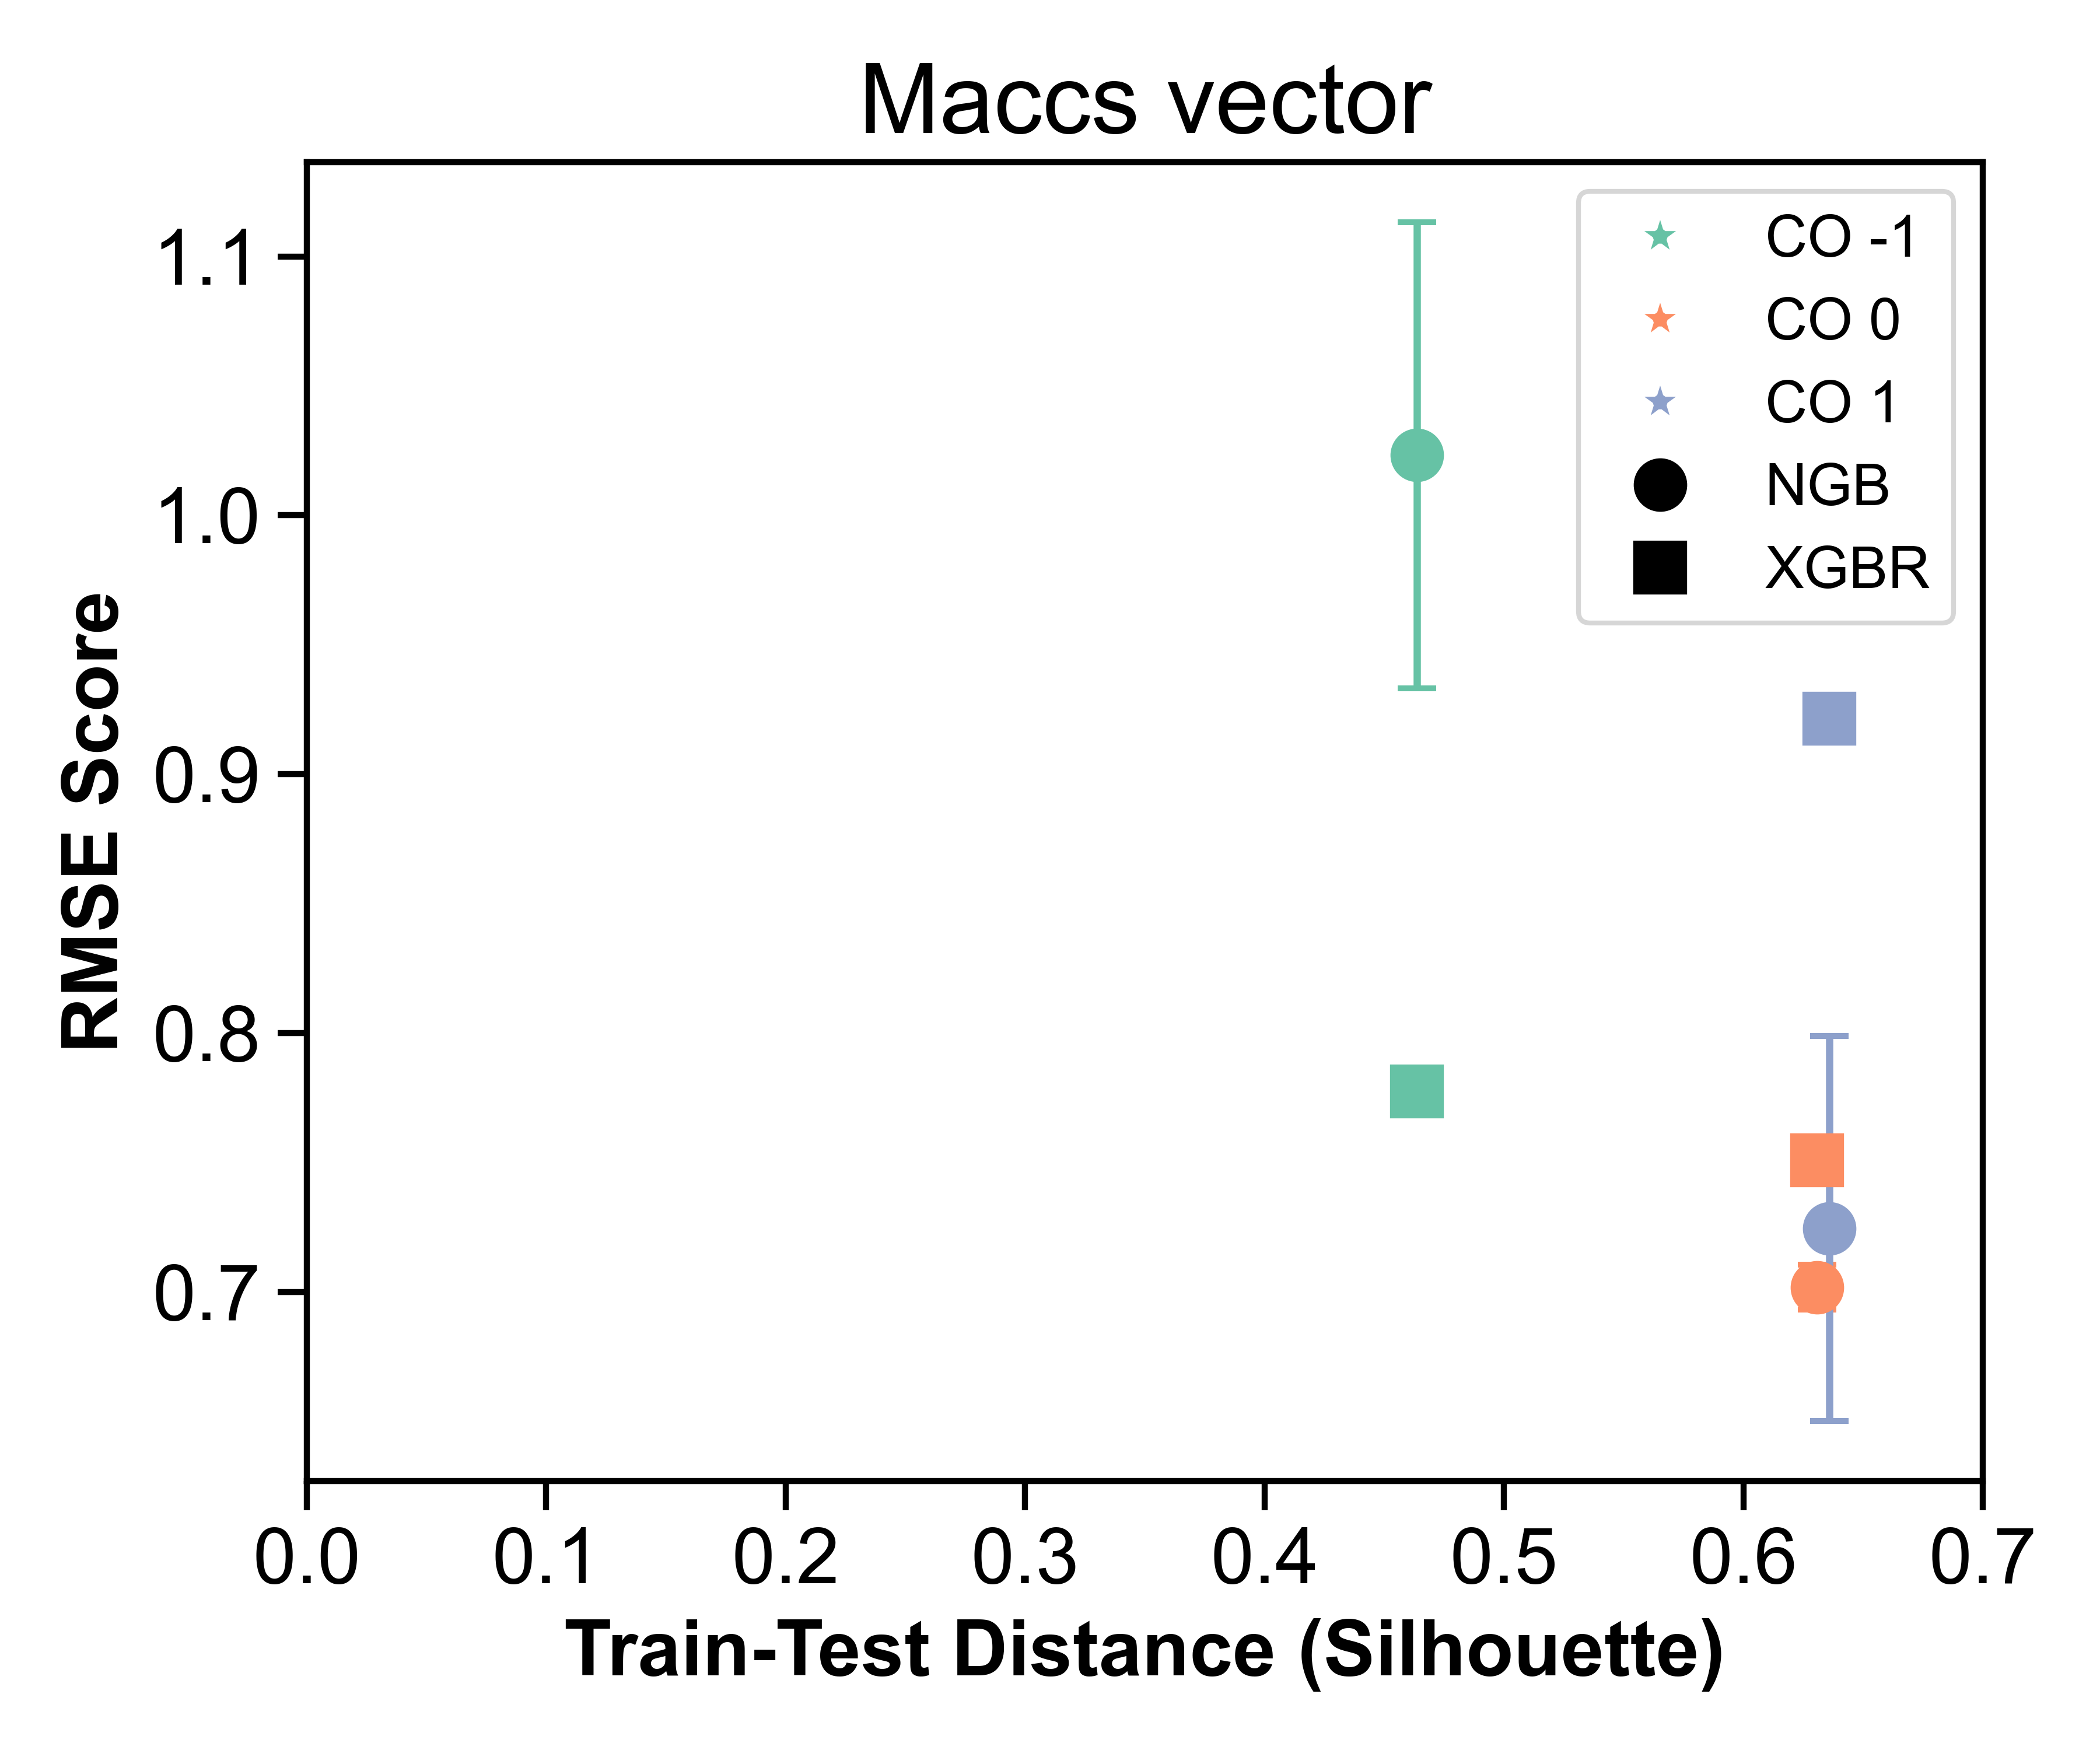 Maccs vector
CO -1
CO 0
CO 1
NGB
XGBR
RMSE Score
1.1
1.0
0.9
0.8
0.7
0.0 0.1 0.2 0.3 0.4 0.5 0.6 0.7
Train-Test Distance (Silhouette)